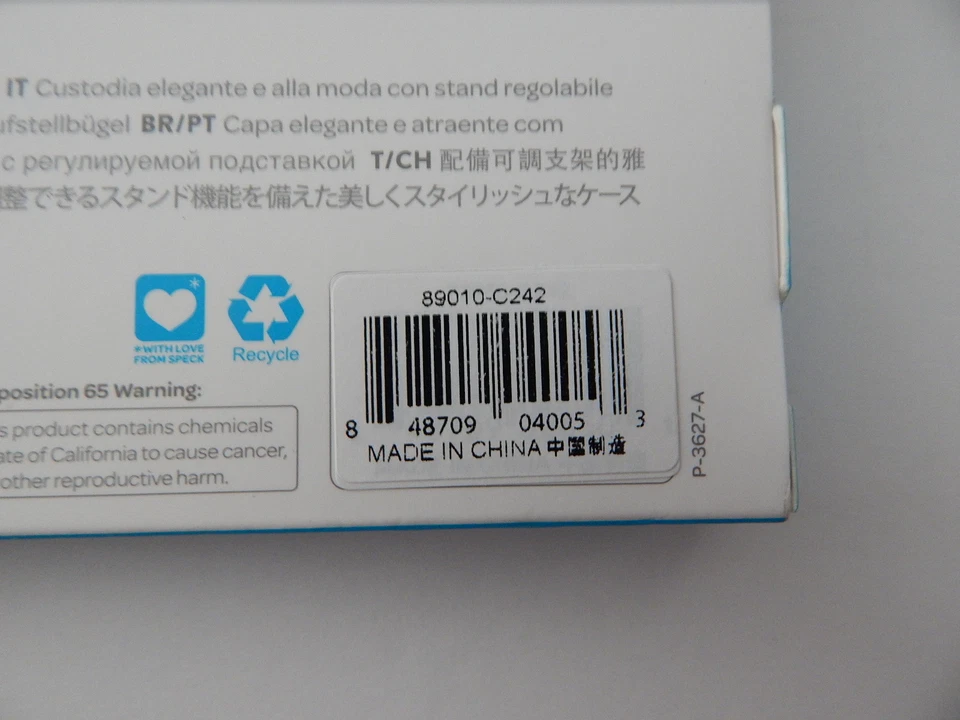 IT Custodia elegante e alla moda con stand regolabile
ufstellbügel BR/PT Capa elegante e atraente com
с регулируемой подставкой T/CH 配備可調支架的雅
整できるスタンド機能を備えた美しくスタイリッシュなケース
*WITH LOVE
FROM SPECK
Recycle
position 65 Warning:
s product contains chemicals
ate of California to cause cancer,
other reproductive harm.
89010-C242
8 48709 04005 3
MADE IN CHINA 中國制造
P-3627-A